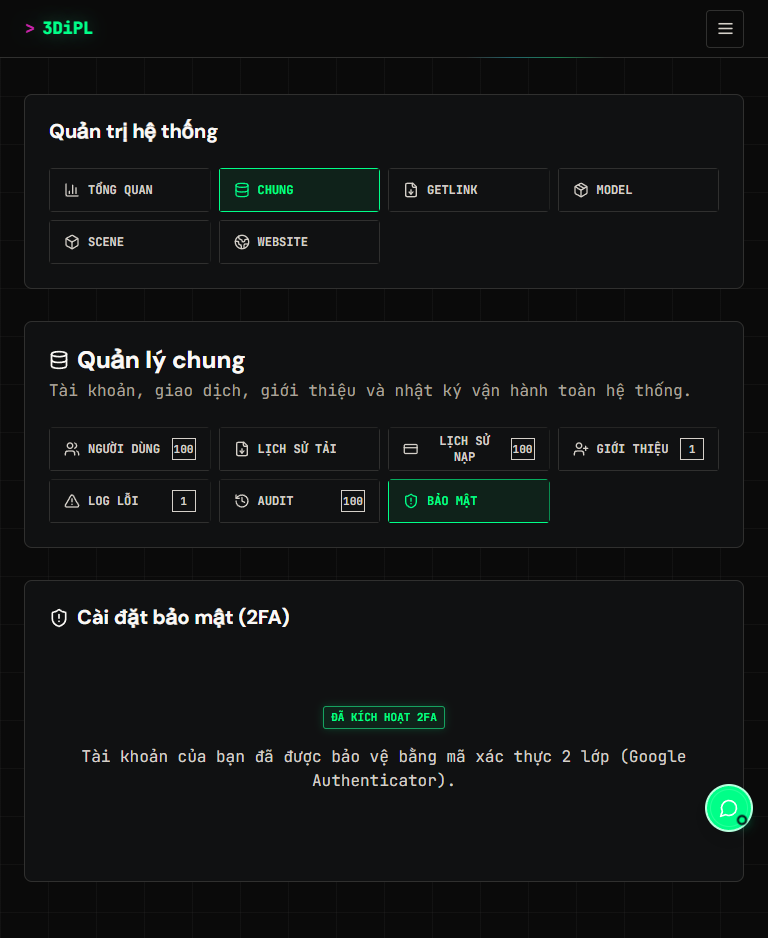 > 3DiPL
Quản trị hệ thống
TỔNG QUAN
CHUNG
GETLINK
MODEL
SCENE
WEBSITE
Quản lý chung
Tài khoản, giao dịch, giới thiệu và nhật ký vận hành toàn hệ thống.
NGƯỜI DÙNG 100
LỊCH SỬ TẢI
LỊCH SỬ
NẠP
100
GIỚI THIỆU 1
LOG LỖI 1
AUDIT 100
BẢO MẬT
Cài đặt bảo mật (2FA)
ĐÃ KÍCH HOẠT 2FA
Tài khoản của bạn đã được bảo vệ bằng mã xác thực 2 lớp (Google
Authenticator).